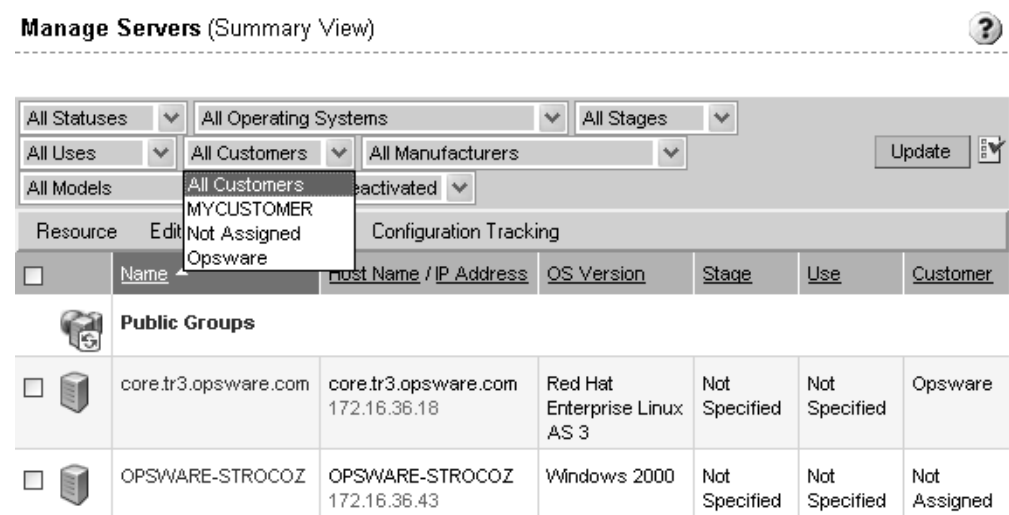 Manage Servers (Summary View)
?
All Statuses All Operating Systems All Stages
All Uses All Customers All Manufacturers Update
All Models eactivated
All Customers
MYCUSTOMER
Not Assigned
Opsware
Resource Edit Configuration Tracking
Name Host Name / IP Address OS Version Stage Use Customer
Public Groups
core.tr3.opsware.com core.tr3.opsware.com Red Hat Not Not Opsware
172.16.36.18 Enterprise Linux Specified Specified
AS 3
OPSWARE-STROCOZ OPSWARE-STROCOZ Windows 2000 Not Not Not
172.16.36.43 Specified Specified Assigned